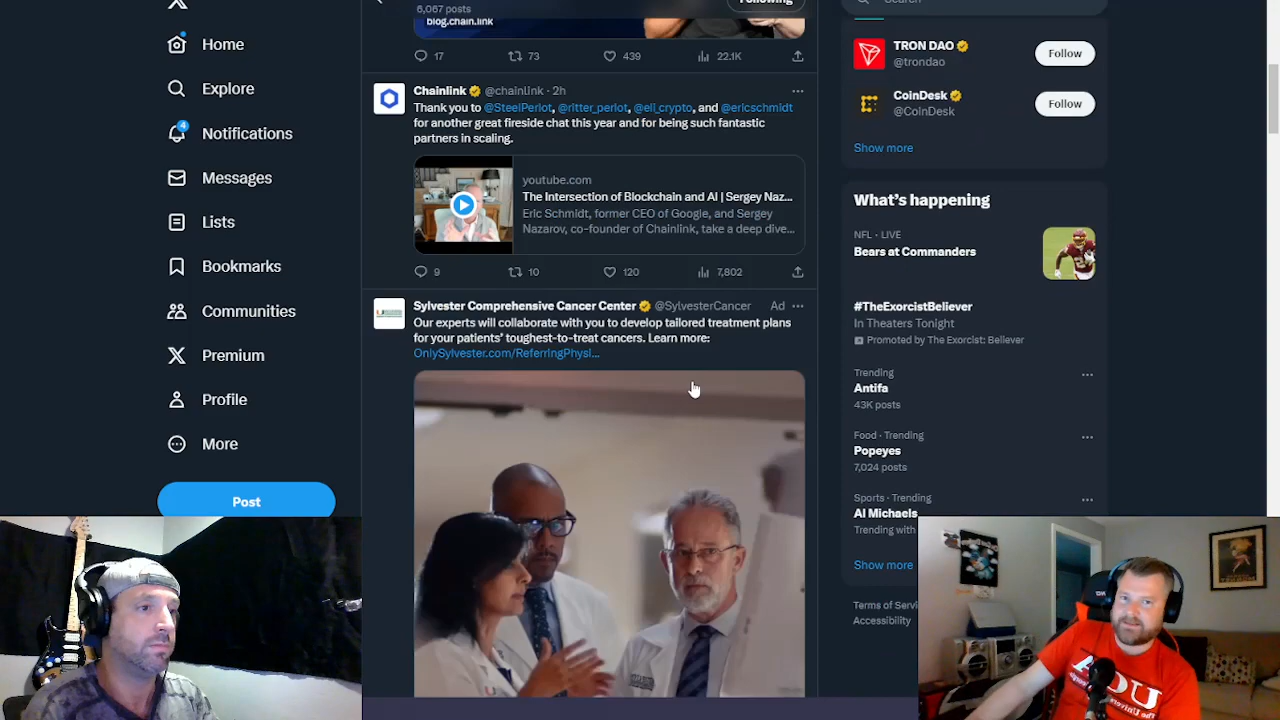 Home
Explore
4
Notifications
Messages
Lists
Bookmarks
Communities
Premium
Profile
More
Post
6,067 posts
Following
blog.chain.link
17
73
439
22.1K
Chainlink @chainlink · 2h
Thank you to @SteelPerlot, @ritter_perlot, @eli_crypto, and @ericschmidt
for another great fireside chat this year and for being such fantastic
partners in scaling.
youtube.com
The Intersection of Blockchain and AI | Sergey Naz...
Eric Schmidt, former CEO of Google, and Sergey
Nazarov, co-founder of Chainlink, take a deep dive...
9
10
120
7,802
Sylvester Comprehensive Cancer Center @SylvesterCancer Ad
Our experts will collaborate with you to develop tailored treatment plans
for your patients' toughest-to-treat cancers. Learn more:
OnlySylvester.com/ReferringPhysi...
Search
TRON DAO
@trondao
Follow
CoinDesk
@CoinDesk
Follow
Show more
What's happening
NFL · LIVE
Bears at Commanders
#TheExorcistBeliever
In Theaters Tonight
Promoted by The Exorcist: Believer
Trending
Antifa
43K posts
Food · Trending
Popeyes
7,024 posts
Sports · Trending
Al Michaels
Trending with
Show more
Terms of Servi
Accessibility